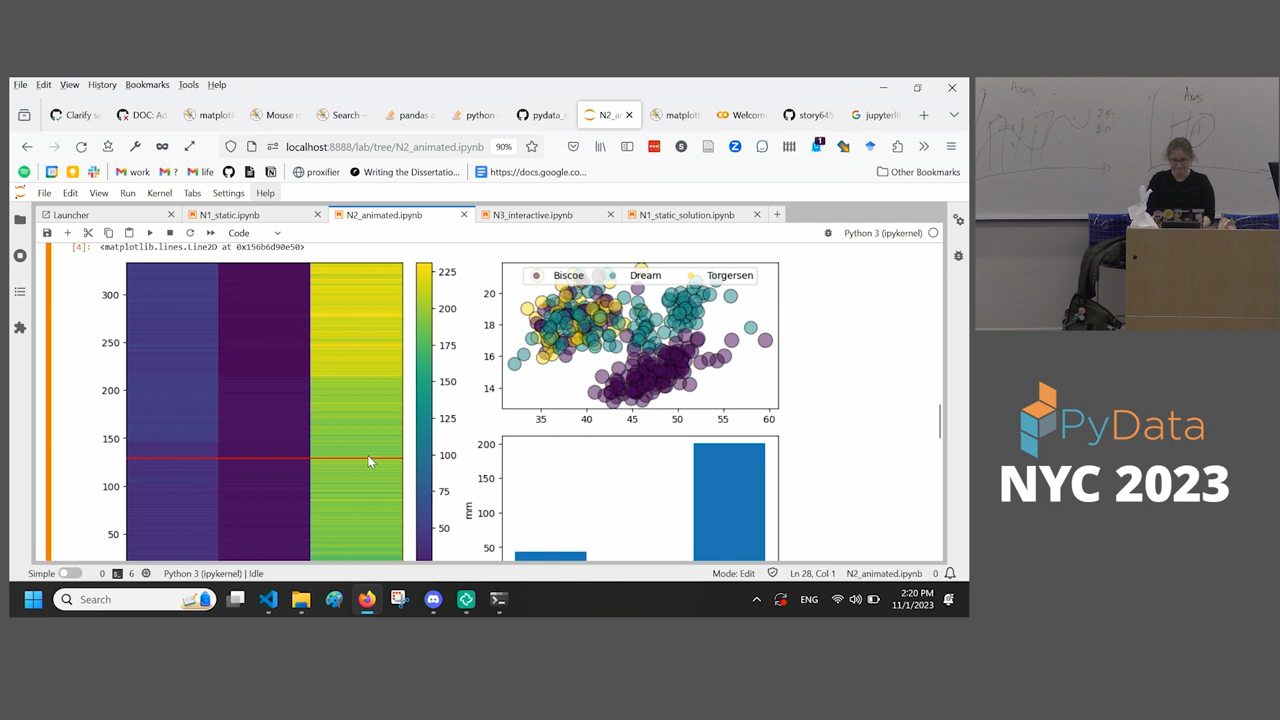 File Edit View History Bookmarks Tools Help
Clarify s
DOC: Ad
matplotl
Mouse n
Search —
pandas c
python -
pydata_n
N2_an
matplotl
Welcom
story645
jupyterli
localhost:8888/lab/tree/N2_animated.ipynb 90%
work ? life proxifier Writing the Dissertatio... https://docs.google.co... Other Bookmarks
File Edit View Run Kernel Tabs Settings Help
Launcher N1_static.ipynb N2_animated.ipynb N3_interactive.ipynb N1_static_solution.ipynb
Code Python 3 (ipykernel)
[4]: <matplotlib.lines.Line2D at 0x156b6d90e50>
300
250
200
150
100
50
225
200
175
150
125
100
75
50
Biscoe Dream Torgersen
20
18
16
14
35 40 45 50 55 60
200
150
100
50
mm
Simple 0 6 Python 3 (ipykernel) | Idle Mode: Edit Ln 28, Col 1 N2_animated.ipynb 0
Search ENG 2:20 PM
11/1/2023
Axes
Axes
PyData
NYC 2023